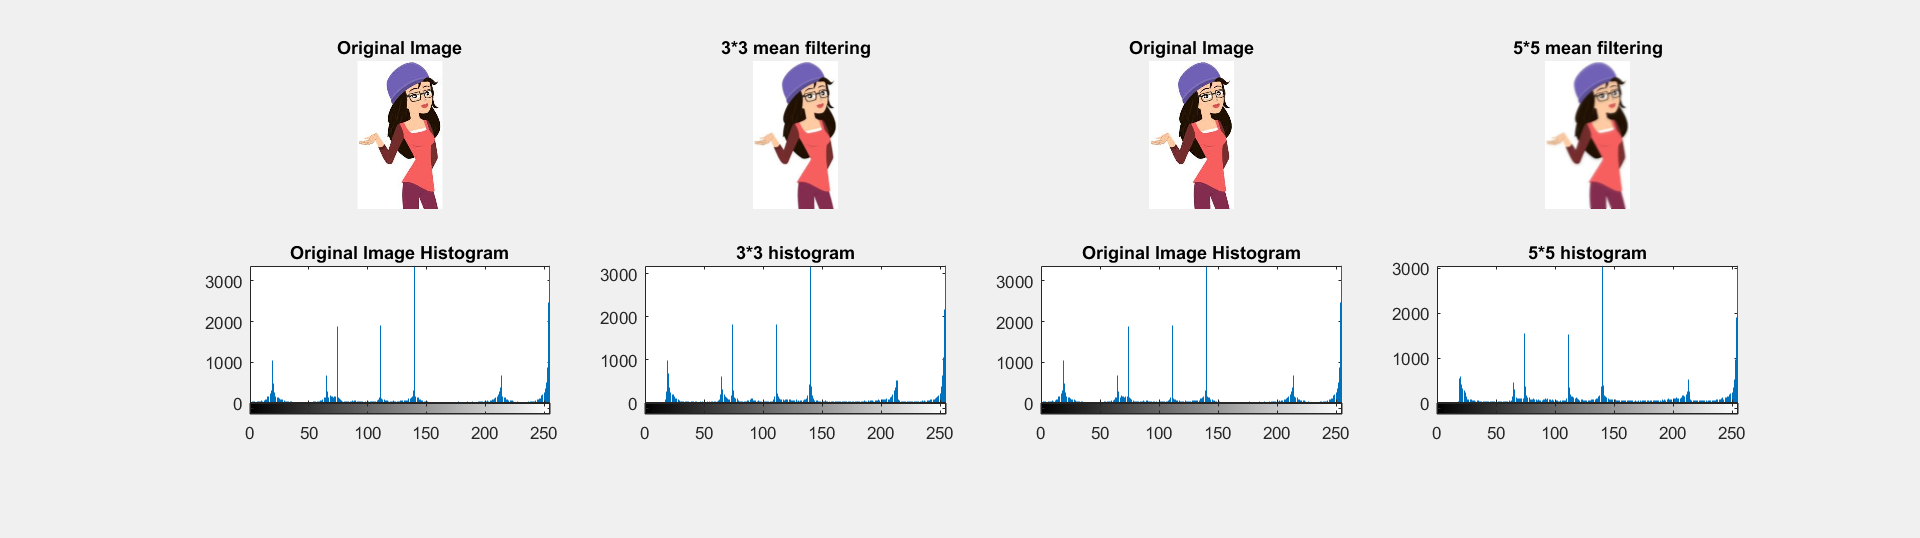 Original Image 3*3 mean filtering Original Image 5*5 mean filtering
Original Image Histogram 3*3 histogram Original Image Histogram 5*5 histogram
3000 3000 3000 3000
2000 2000 2000 2000
1000 1000 1000 1000
0 0 0 0
0 50 100 150 200 250 0 50 100 150 200 250 0 50 100 150 200 250 0 50 100 150 200 250